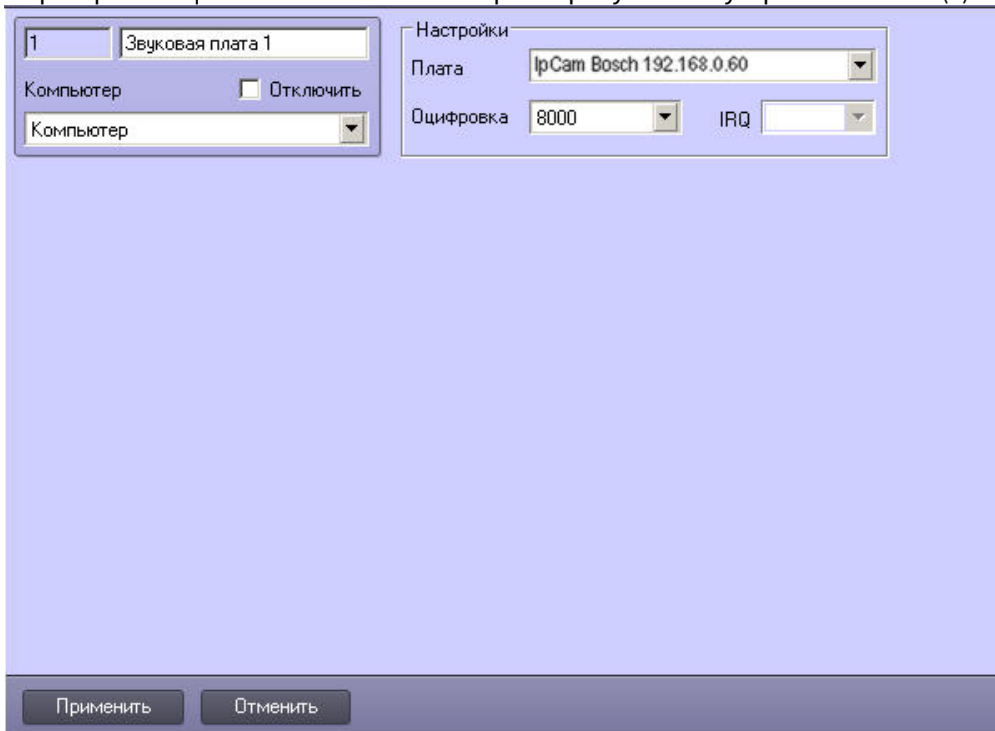 1 Звуковая плата 1
Компьютер Отключить
Компьютер
Настройки
Плата IpCam Bosch 192.168.0.60
Оцифровка 8000 IRQ
Применить Отменить